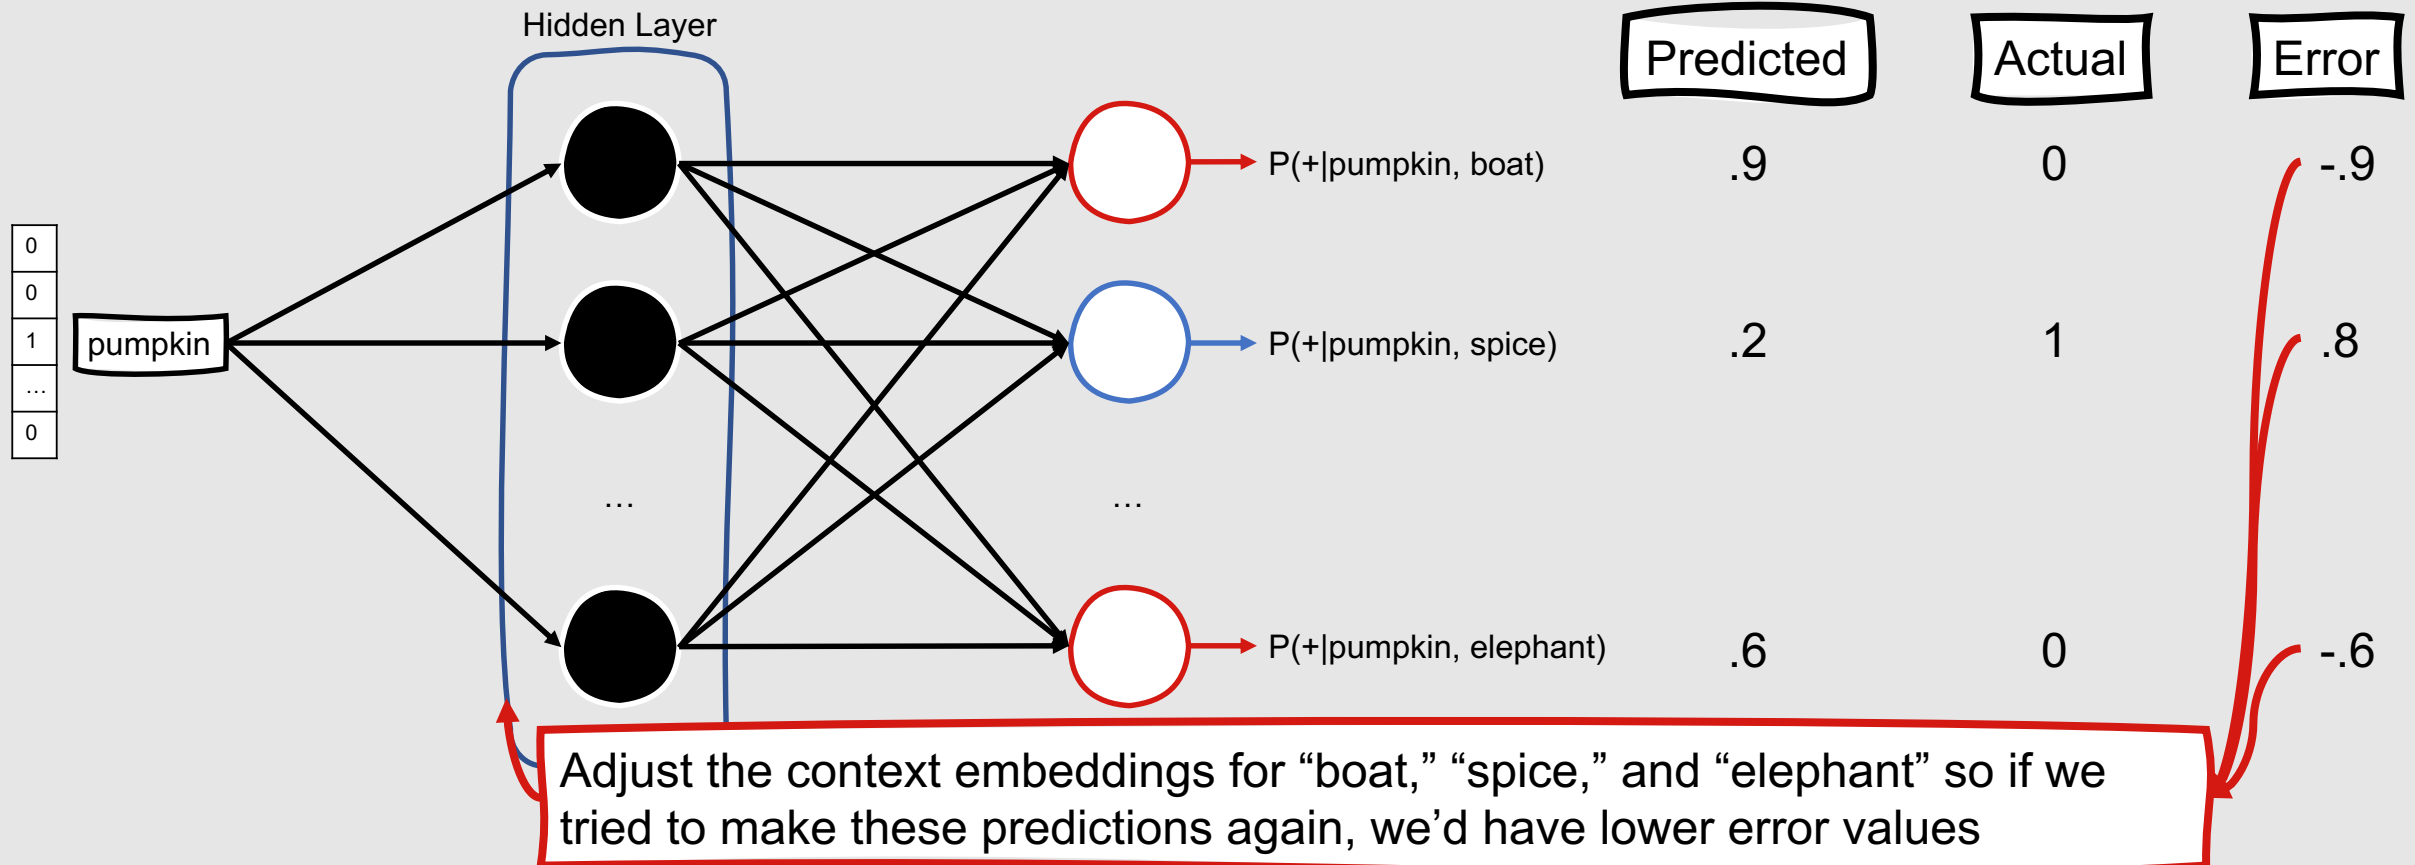 Hidden Layer
Predicted Actual Error
P(+|pumpkin, boat) .9 0 -.9
0
0
1
...
0
pumpkin
P(+|pumpkin, spice) .2 1 .8
... ...
P(+|pumpkin, elephant) .6 0 -.6
Adjust the context embeddings for “boat,” “spice,” and “elephant” so if we
tried to make these predictions again, we’d have lower error values